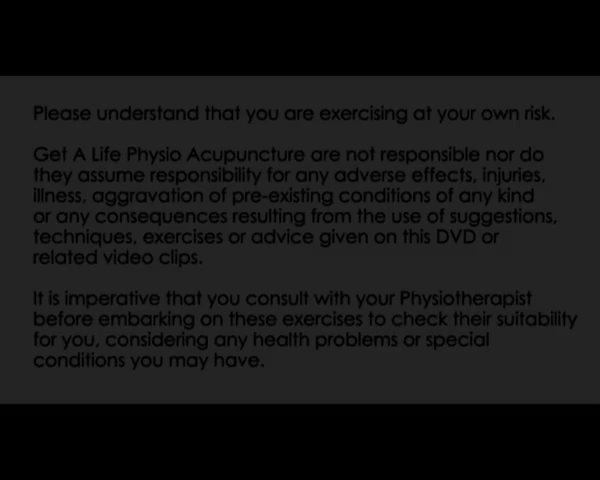 Please understand that you are exercising at your own risk.
Get A Life Physio Acupuncture are not responsible nor do
they assume responsibility for any adverse effects, injuries,
illness, aggravation of pre-existing conditions of any kind
or any consequences resulting from the use of suggestions,
techniques, exercises or advice given on this DVD or
related video clips.
It is imperative that you consult with your Physiotherapist
before embarking on these exercises to check their suitability
for you, considering any health problems or special
conditions you may have.